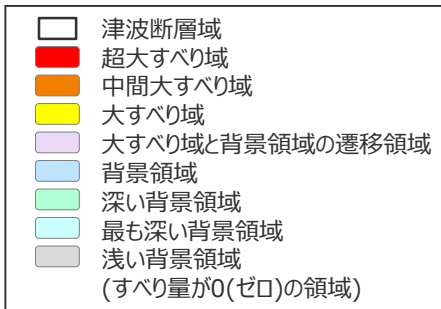 津波断層域
超大すべり域
中間大すべり域
大すべり域
大すべり域と背景領域の遷移領域
背景領域
深い背景領域
最も深い背景領域
浅い背景領域
(すべり量が0(ゼロ)の領域)